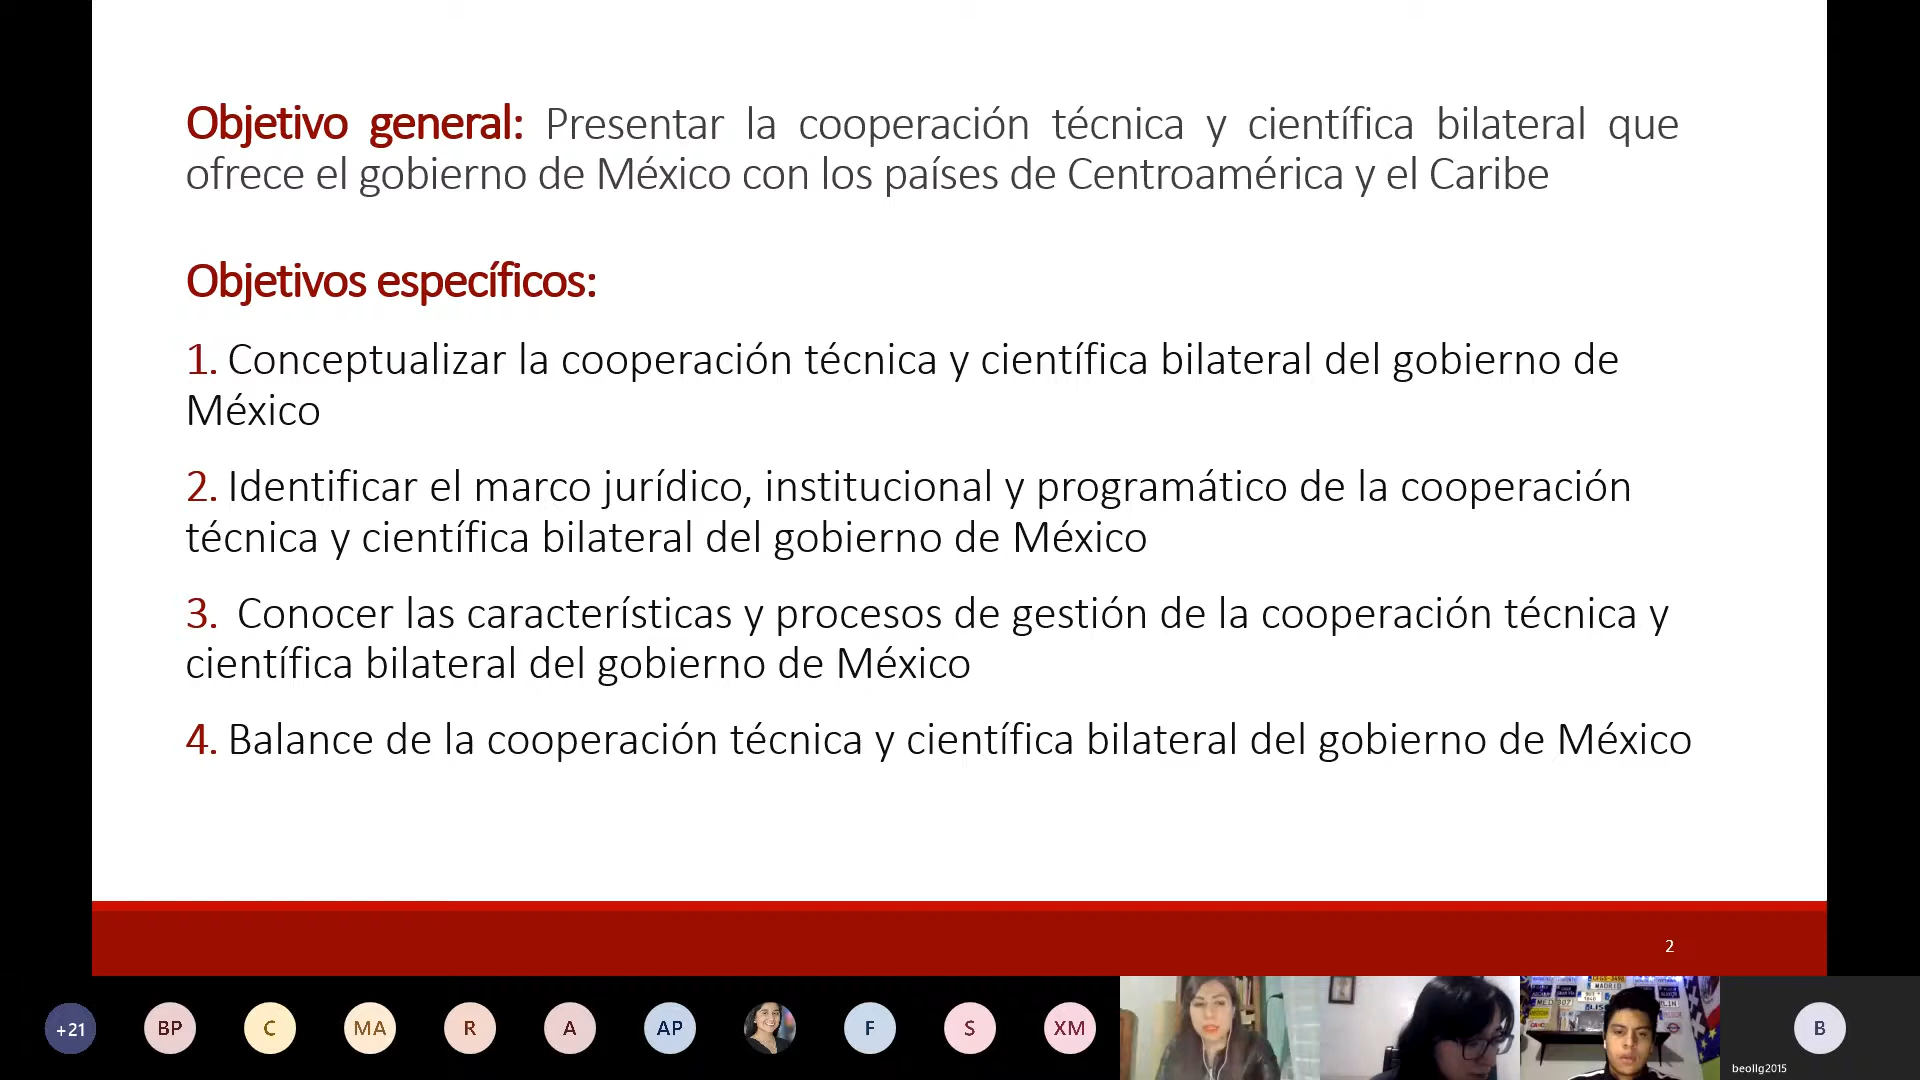 Objetivo general: Presentar la cooperación técnica y científica bilateral que
ofrece el gobierno de México con los países de Centroamérica y el Caribe
Objetivos específicos:
1. Conceptualizar la cooperación técnica y científica bilateral del gobierno de
México
2. Identificar el marco jurídico, institucional y programático de la cooperación
técnica y científica bilateral del gobierno de México
3. Conocer las características y procesos de gestión de la cooperación técnica y
científica bilateral del gobierno de México
4. Balance de la cooperación técnica y científica bilateral del gobierno de México
2
+21
BP
C
MA
R
A
AP
F
S
XM
MADRID
B
beollg2015